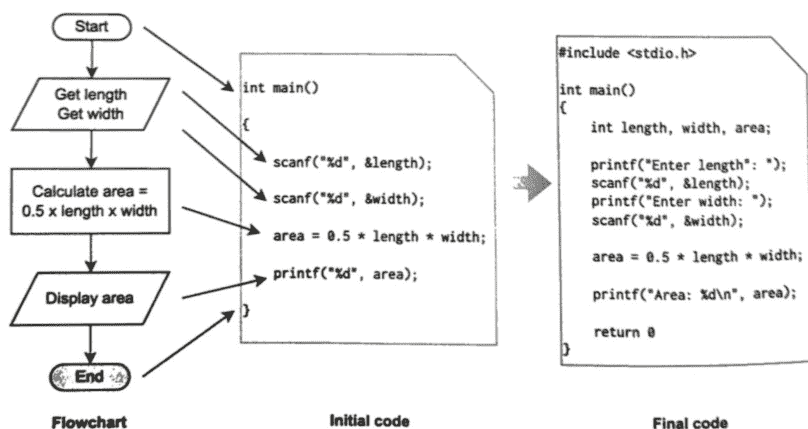 Start
Get length
Get width
Calculate area =
0.5 x length x width
Display area
End
Flowchart
int main()
{
scanf("%d", &length);
scanf("%d", &width);
area = 0.5 * length * width;
printf("%d", area);
}
Initial code
#include <stdio.h>
int main()
{
int length, width, area;
printf("Enter length": ");
scanf("%d", &length);
printf("Enter width: ");
scanf("%d", &width);
area = 0.5 * length * width;
printf("Area: %d\n", area);
return 0
}
Final code